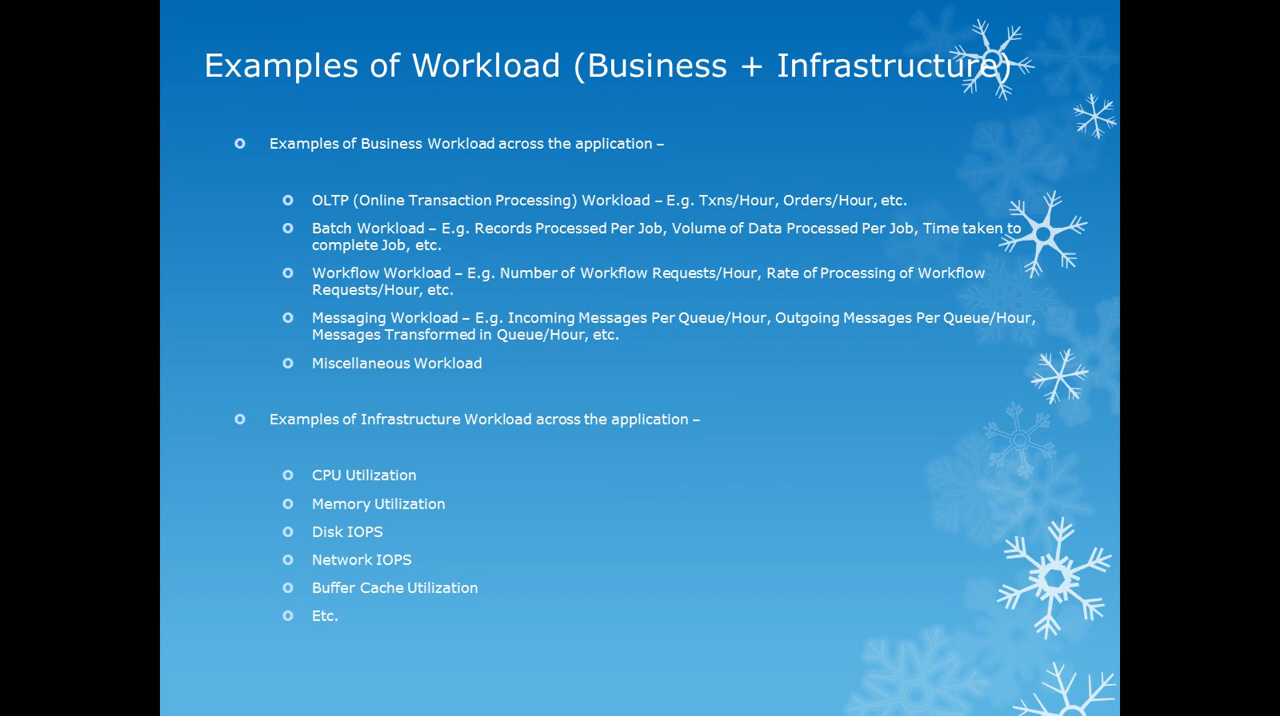 Examples of Workload (Business + Infrastructure)
Examples of Business Workload across the application –
OLTP (Online Transaction Processing) Workload – E.g. Txns/Hour, Orders/Hour, etc.
Batch Workload – E.g. Records Processed Per Job, Volume of Data Processed Per Job, Time taken to
complete Job, etc.
Workflow Workload – E.g. Number of Workflow Requests/Hour, Rate of Processing of Workflow
Requests/Hour, etc.
Messaging Workload – E.g. Incoming Messages Per Queue/Hour, Outgoing Messages Per Queue/Hour,
Messages Transformed in Queue/Hour, etc.
Miscellaneous Workload
Examples of Infrastructure Workload across the application –
CPU Utilization
Memory Utilization
Disk IOPS
Network IOPS
Buffer Cache Utilization
Etc.